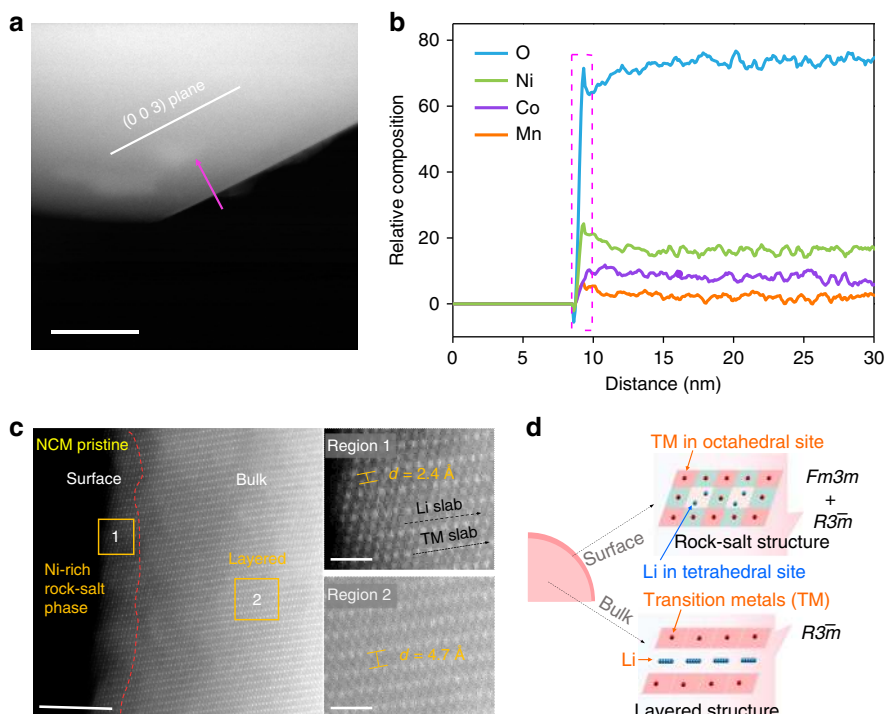 a
(0 0 3) plane
b
Relative composition
80
60
40
20
0
O
Ni
Co
Mn
0
5
10
15
20
25
30
Distance (nm)
c
NCM pristine
Surface
Bulk
1
Ni-rich
rock-salt
phase
Layered
2
Region 1
d = 2.4 Å
Li slab
TM slab
Region 2
d = 4.7 Å
d
TM in octahedral site
Fm3m
+
R3̅m
Rock-salt structure
Surface
Li in tetrahedral site
Bulk
Transition metals (TM)
R3̅m
Li
Layered structure